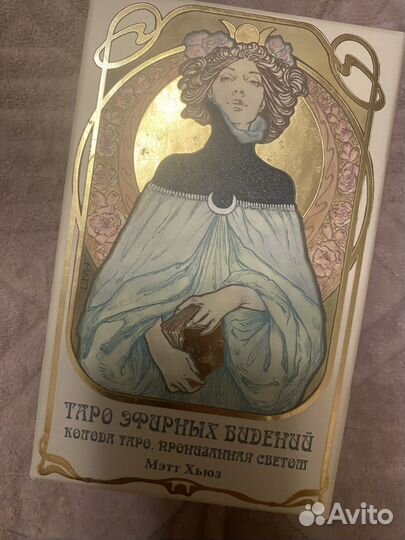 ТАРО ЭФИРНЫХ ВИДЕНИЙ
КОЛОДА ТАРО, ПРОНИЗАННАЯ СВЕТОМ
МЭТТ ХЬЮЗ
Avito